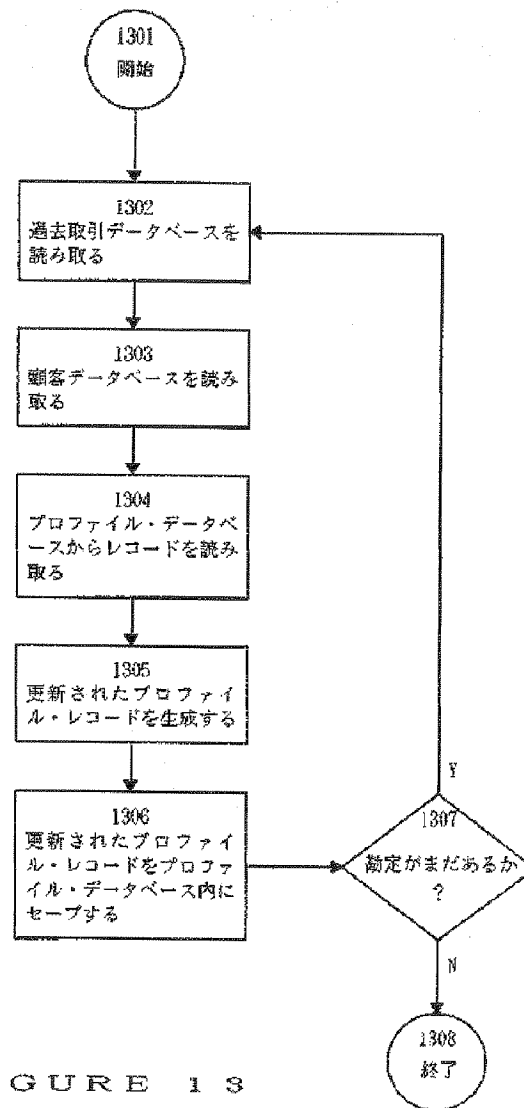 1301
開始
1302
過去取引データベースを
読み取る
1303
顧客データベースを読み
取る
1304
プロファイル・データベ
ースからレコードを読み
取る
1305
更新されたプロファイ
ル・レコードを生成する
1306
更新されたプロファイ
ル・レコードをプロファ
イル・データベース内に
セーブする
Y
1307
勘定がまだあるか
?
N
1308
終了
GURE 13